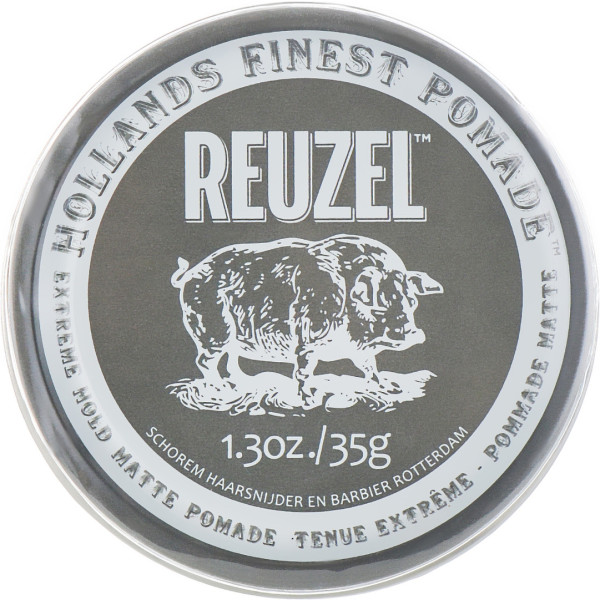 HOLLANDS FINEST POMADE™
REUZEL™
1.3oz./35g
SCHOREM HAARSNIJDER EN BARBIER ROTTERDAM
EXTREME HOLD MATTE POMADE TENUE EXTRÊME - POMMADE MATTE